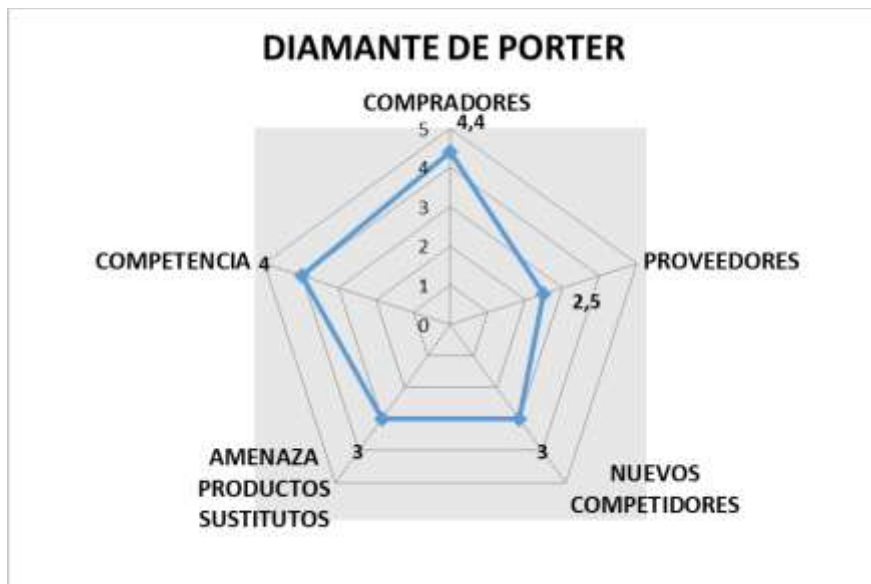 DIAMANTE DE PORTER
COMPRADORES
4,4
5
4
3
2
1
0
COMPETENCIA
4
PROVEEDORES
2,5
AMENAZA
PRODUCTOS
SUSTITUTOS
3
3
NUEVOS
COMPETIDORES